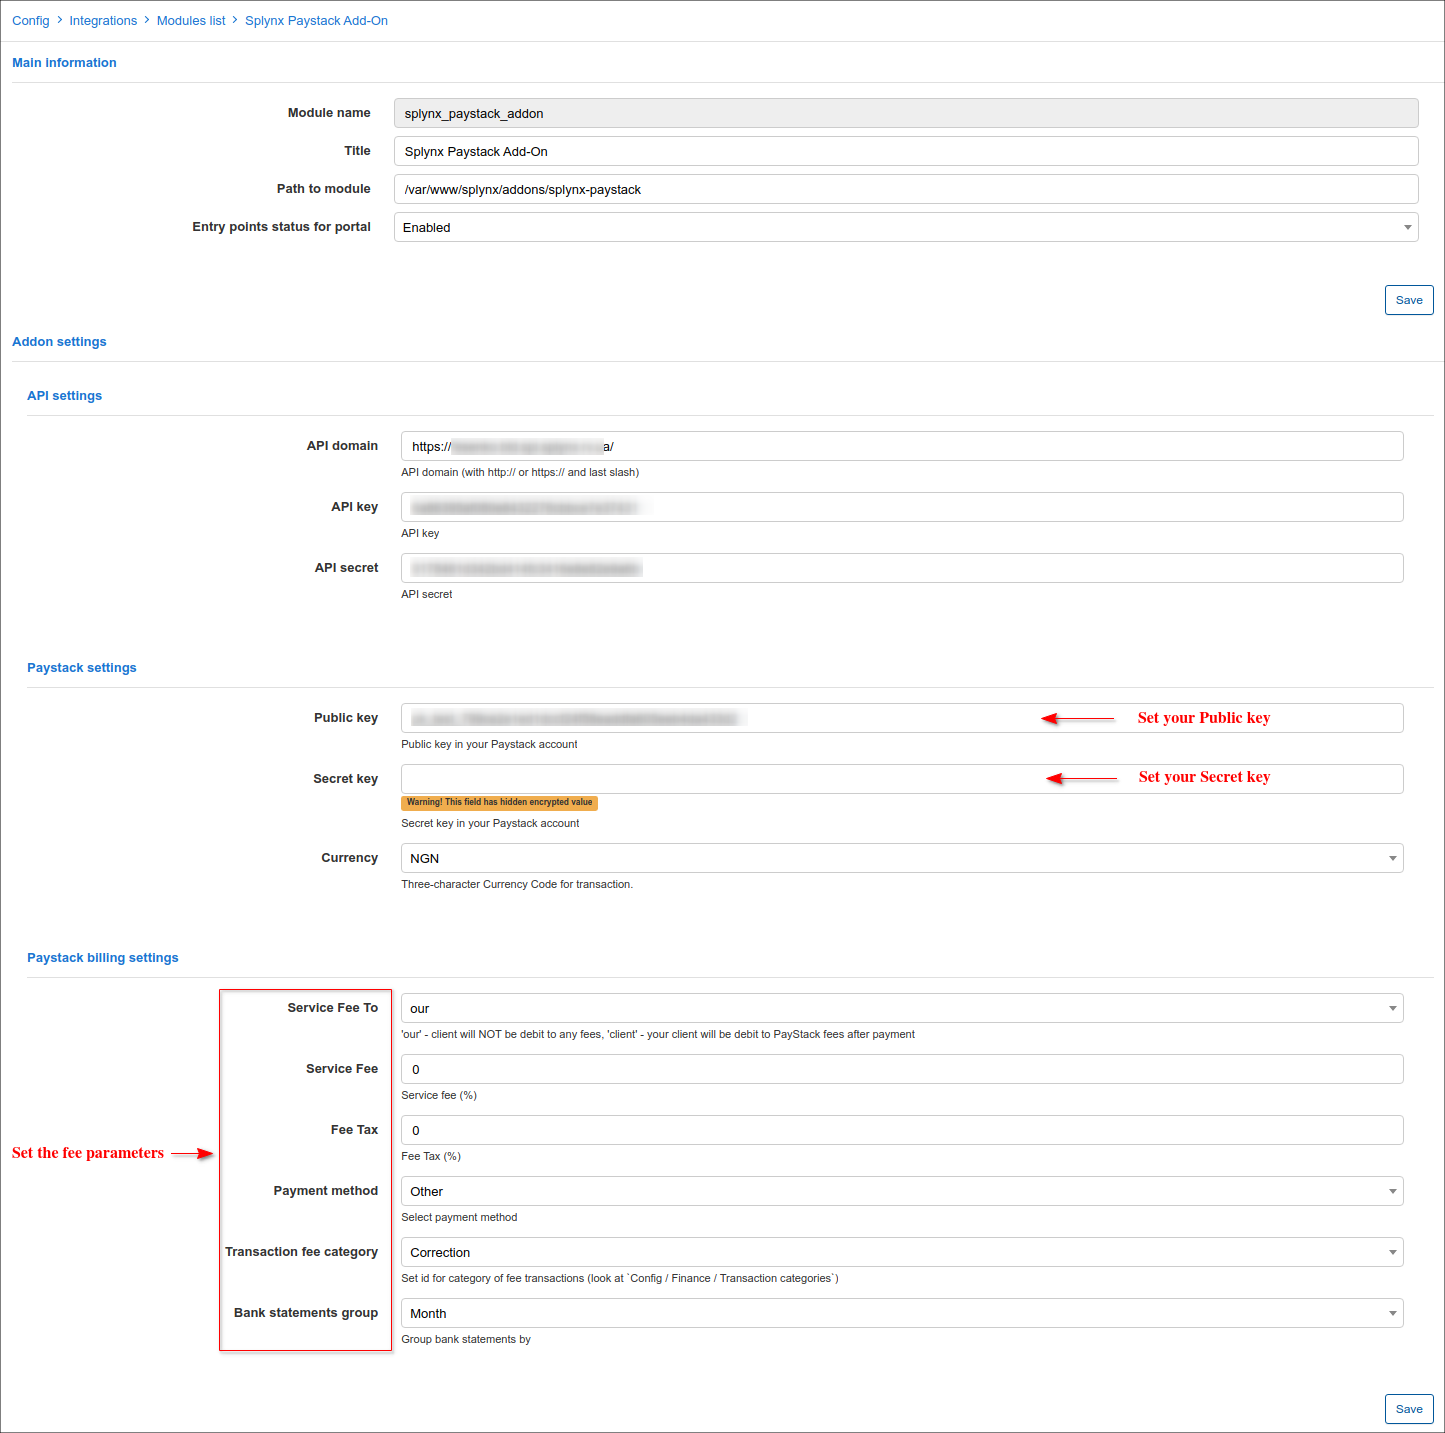 Config > Integrations > Modules list > Splynx Paystack Add-On
Main information
Module name splynx_paystack_addon
Title Splynx Paystack Add-On
Path to module /var/www/splynx/addons/splynx-paystack
Entry points status for portal Enabled
Save
Addon settings
API settings
API domain https:// a/
API domain (with http:// or https:// and last slash)
API key
API key
API secret
API secret
Paystack settings
Public key Set your Public key
Public key in your Paystack account
Secret key Set your Secret key
Warning! This field has hidden encrypted value
Secret key in your Paystack account
Currency NGN
Three-character Currency Code for transaction.
Paystack billing settings
Service Fee To our
'our' - client will NOT be debit to any fees, 'client' - your client will be debit to PayStack fees after payment
Service Fee 0
Service fee (%)
Fee Tax 0
Set the fee parameters
Fee Tax (%)
Payment method Other
Select payment method
Transaction fee category Correction
Set id for category of fee transactions (look at `Config / Finance / Transaction categories`)
Bank statements group Month
Group bank statements by
Save